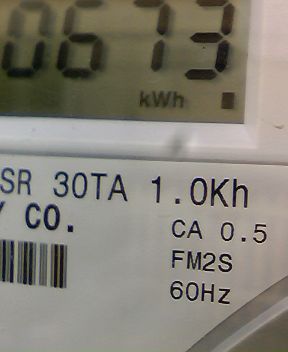 0673
kWh
SR 30TA 1.0Kh
Y CO.
CA 0.5
FM2S
60Hz